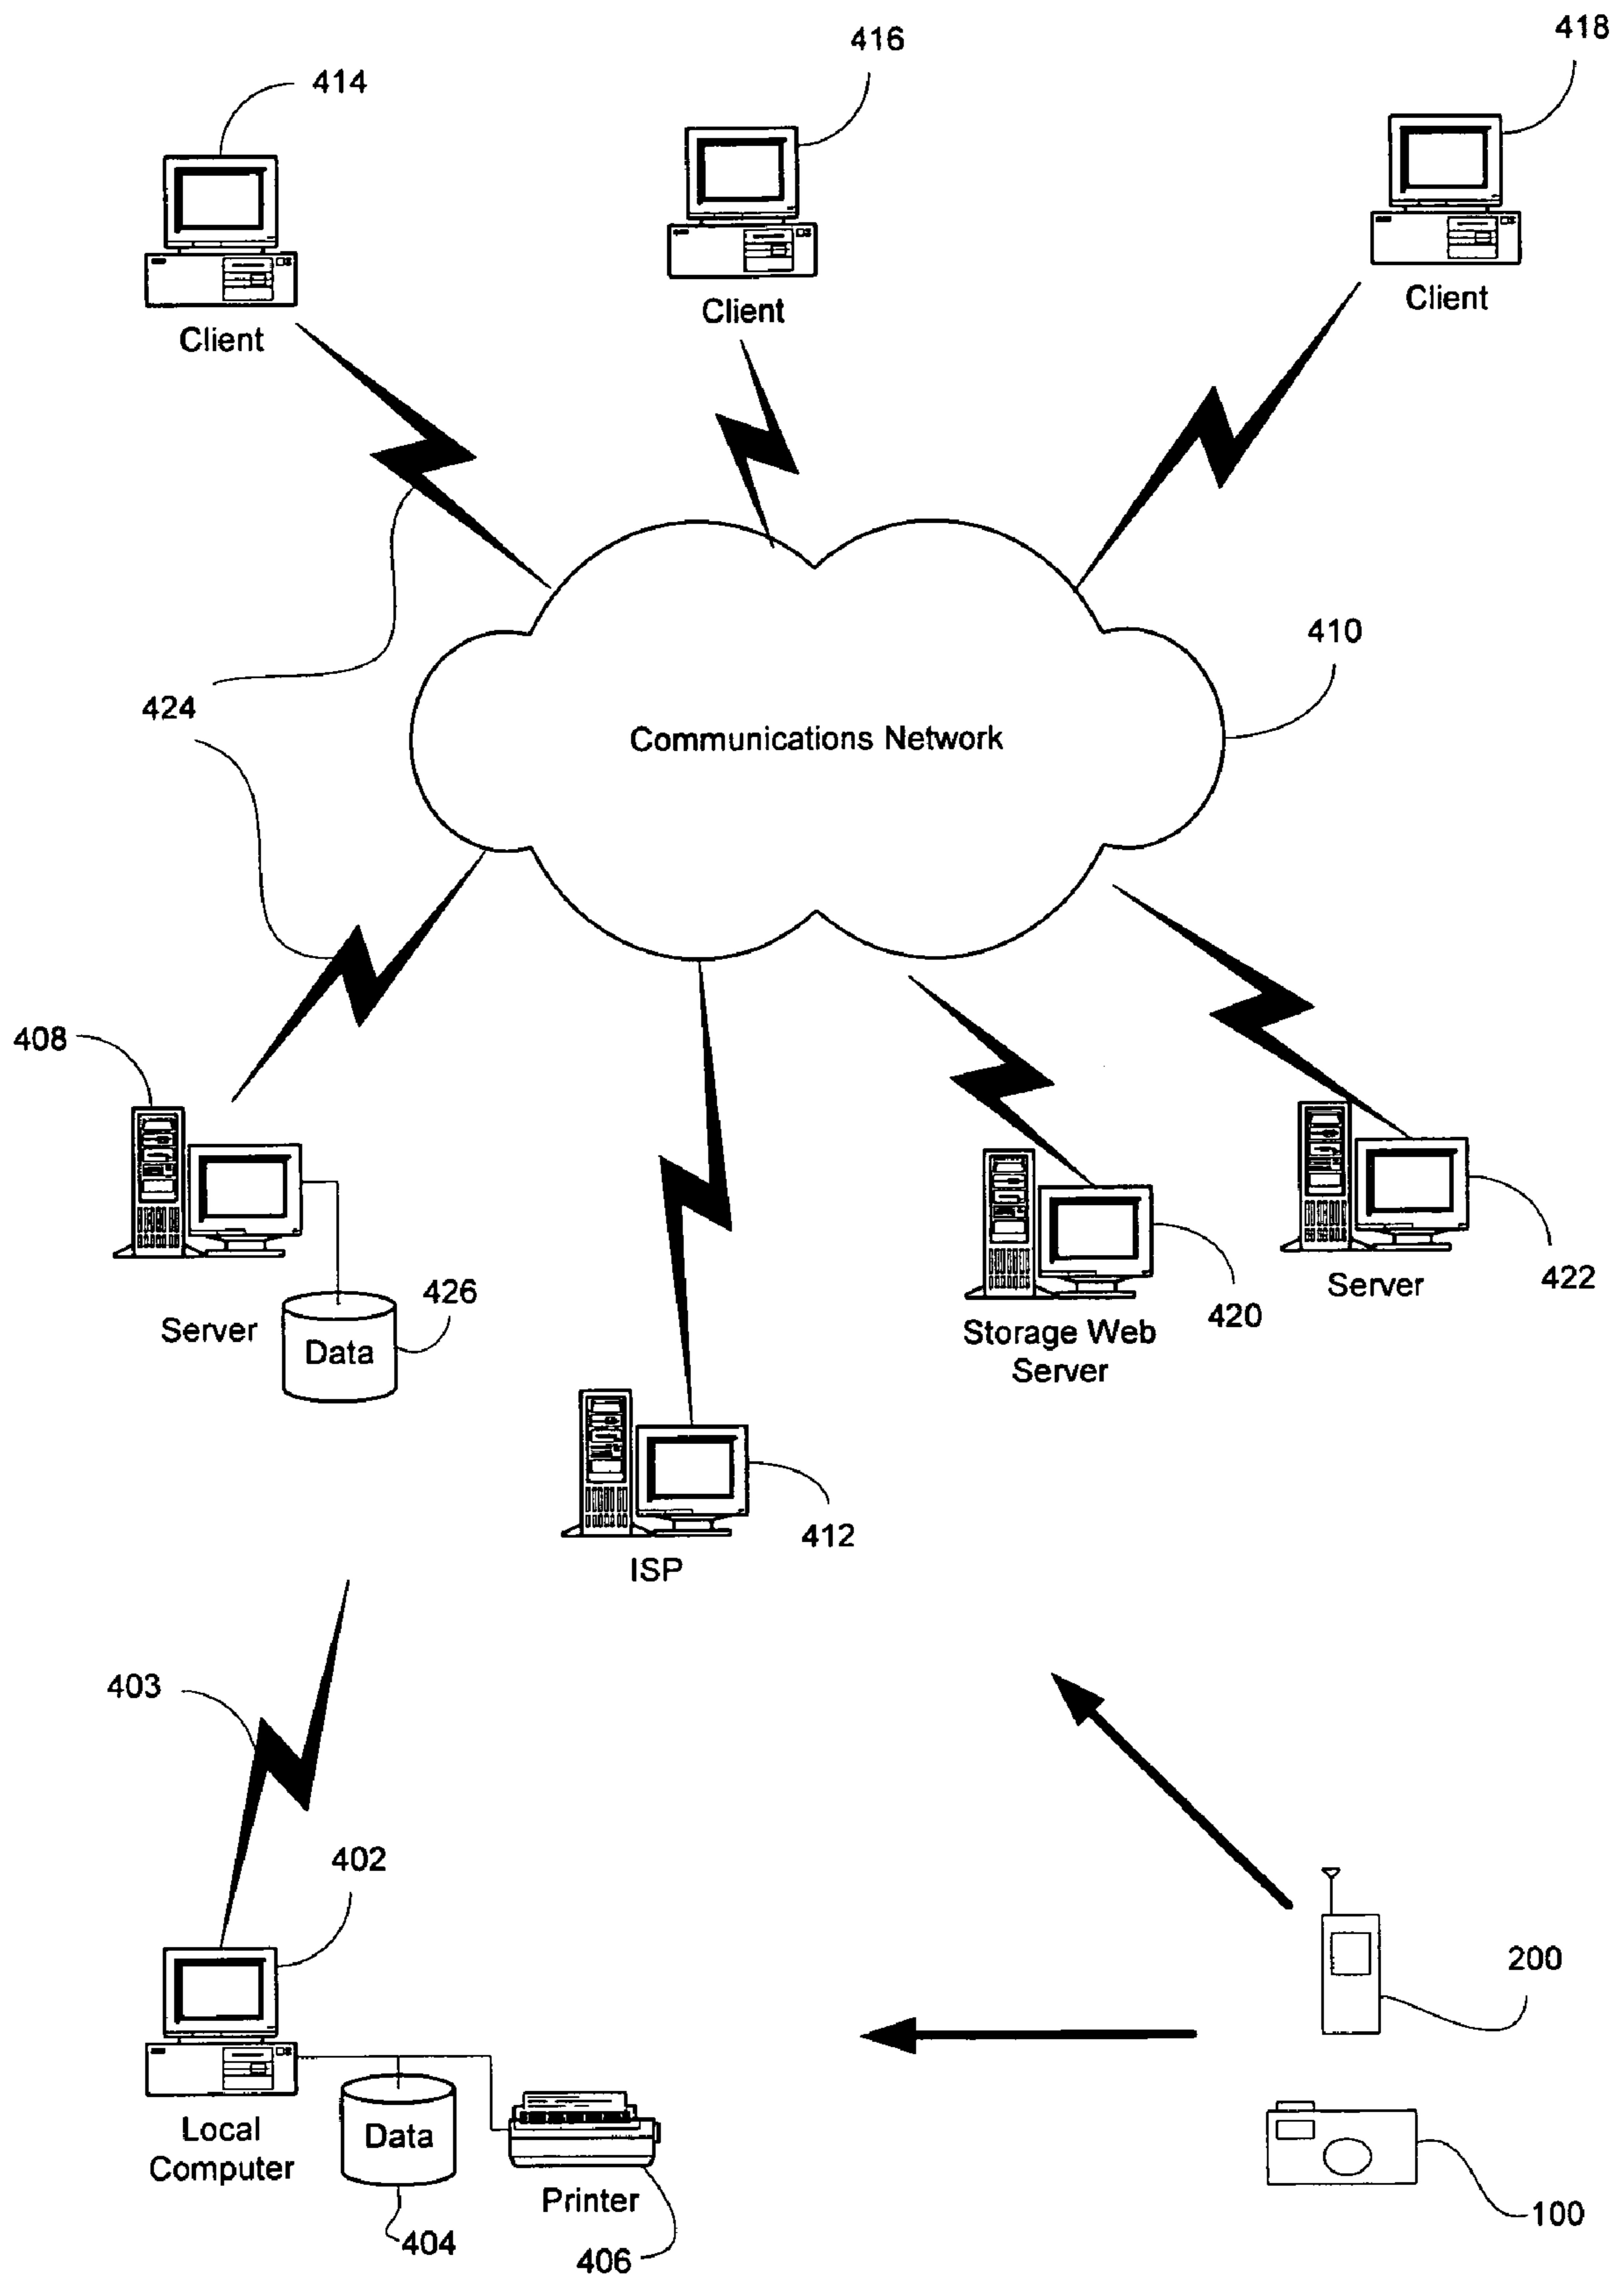 418
416
414
Client
Client
Client
410
424
Communications Network
408
422
Server
426
420
Server
Data
Storage Web
Server
412
ISP
403
402
200
Local
Computer
Data
Printer
100
404
406